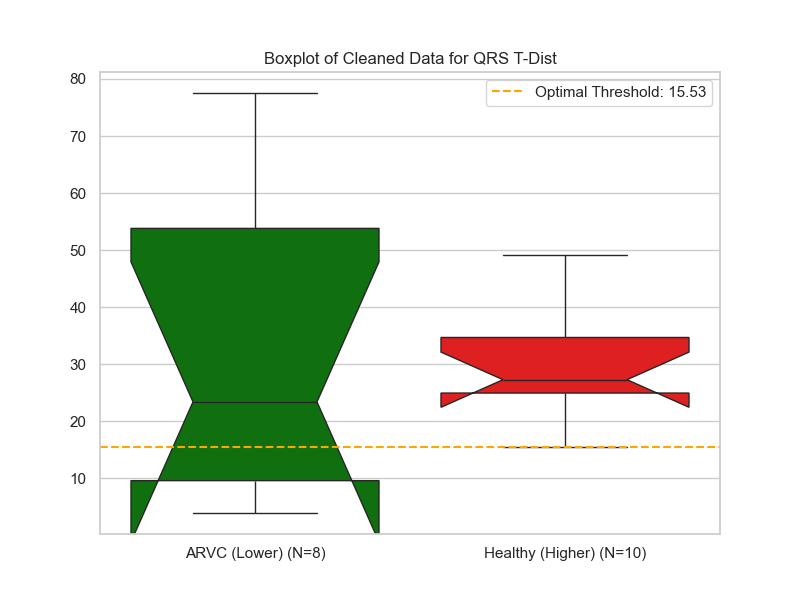 Boxplot of Cleaned Data for QRS T-Dist
Optimal Threshold: 15.53
80
70
60
50
40
30
20
10
ARVC (Lower) (N=8)
Healthy (Higher) (N=10)